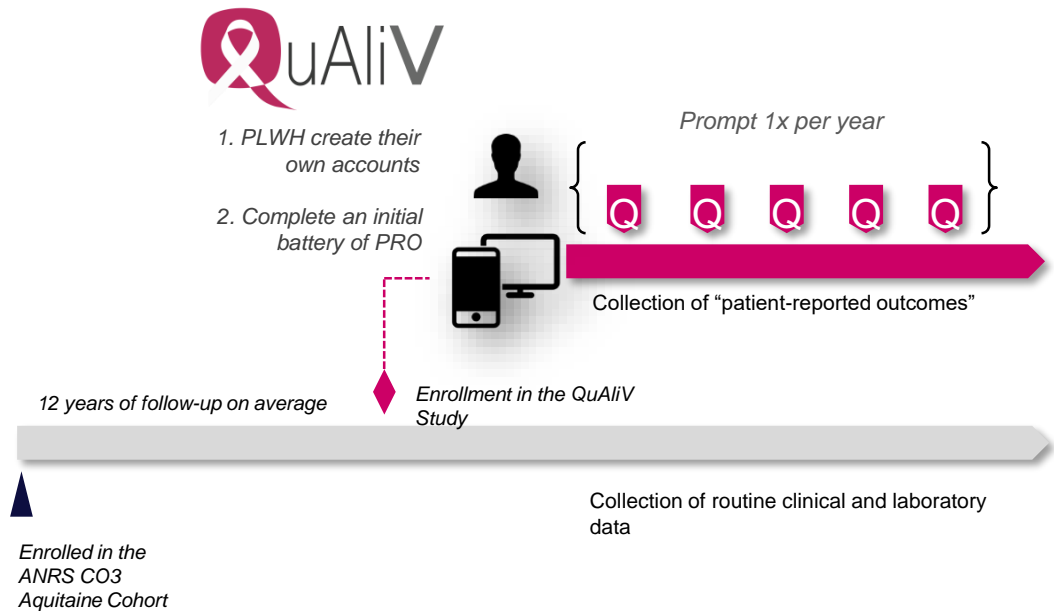 QuAliV
1. PLWH create their
own accounts
2. Complete an initial
battery of PRO
Prompt 1x per year
Q Q Q Q Q
Collection of “patient-reported outcomes”
12 years of follow-up on average
Enrollment in the QuAliV
Study
Collection of routine clinical and laboratory
data
Enrolled in the
ANRS CO3
Aquitaine Cohort